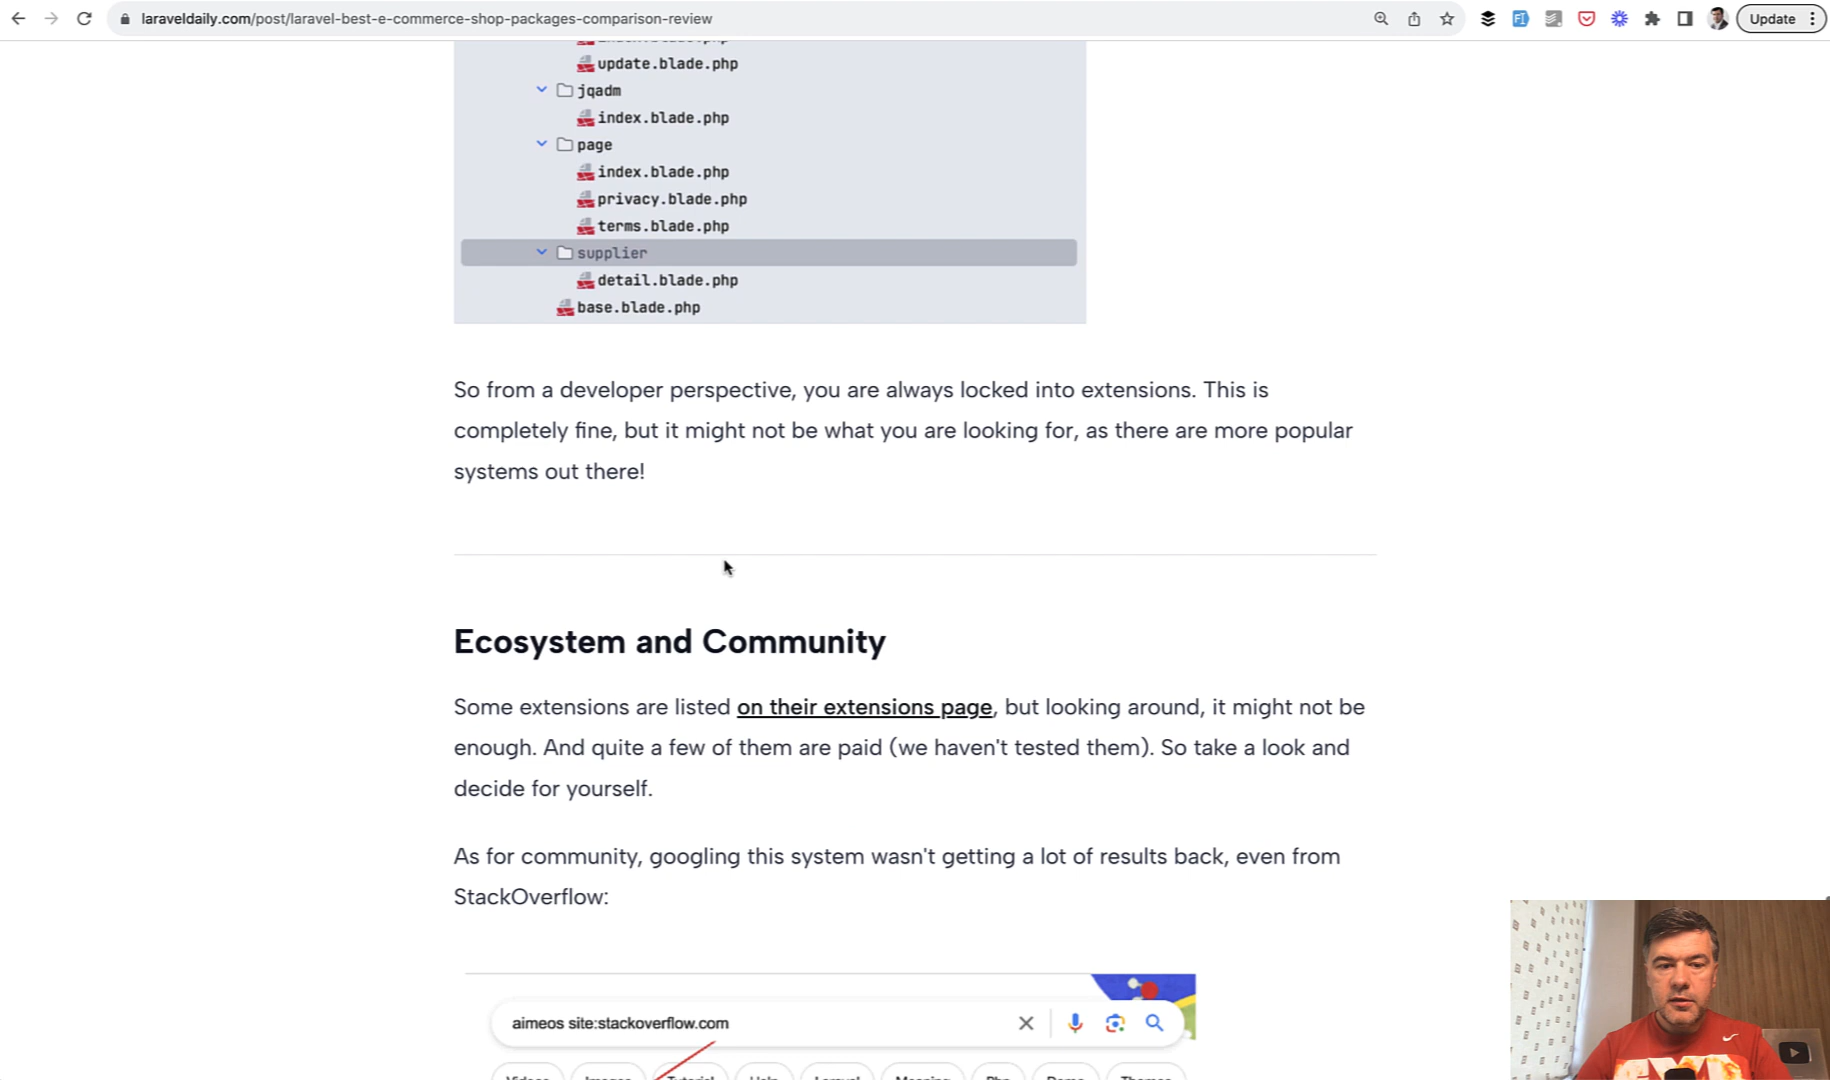 laraveldaily.com/post/laravel-best-e-commerce-shop-packages-comparison-review
Update
update.blade.php
jqadm
index.blade.php
page
index.blade.php
privacy.blade.php
terms.blade.php
supplier
detail.blade.php
base.blade.php
So from a developer perspective, you are always locked into extensions. This is
completely fine, but it might not be what you are looking for, as there are more popular
systems out there!
Ecosystem and Community
Some extensions are listed on their extensions page, but looking around, it might not be
enough. And quite a few of them are paid (we haven't tested them). So take a look and
decide for yourself.
As for community, googling this system wasn't getting a lot of results back, even from
StackOverflow:
aimeos site:stackoverflow.com